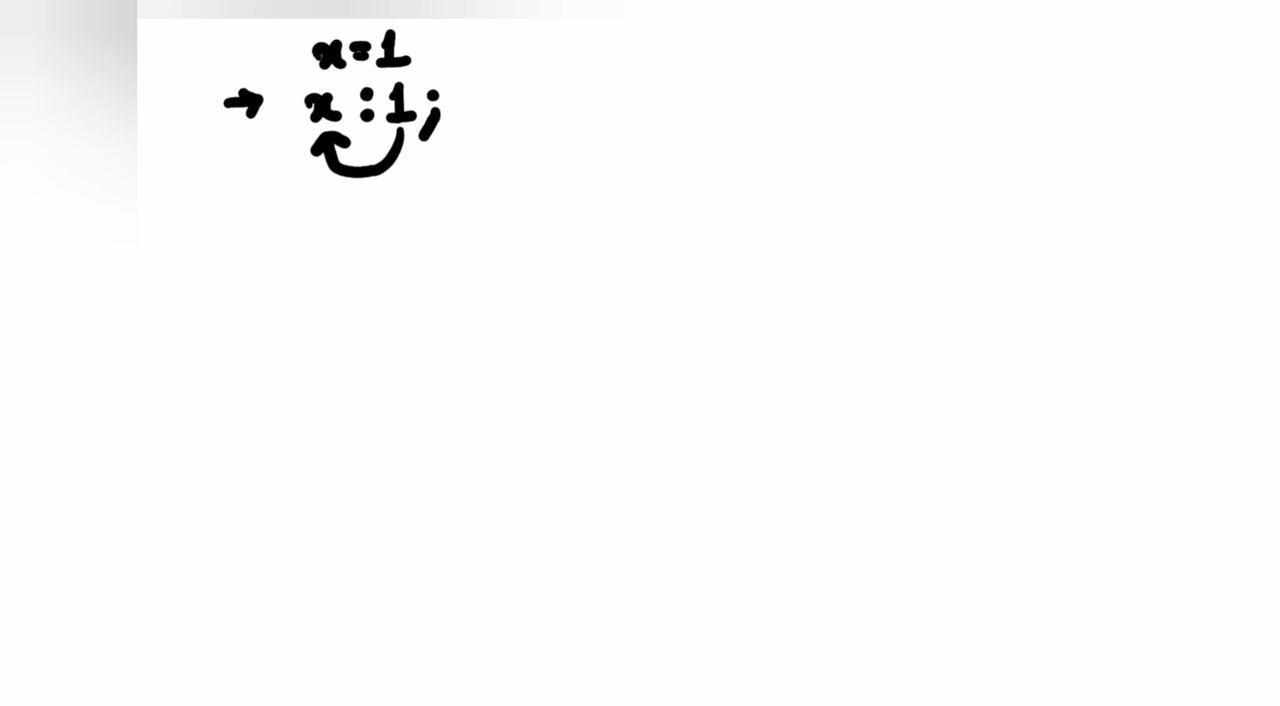 x=1
→ x:1;